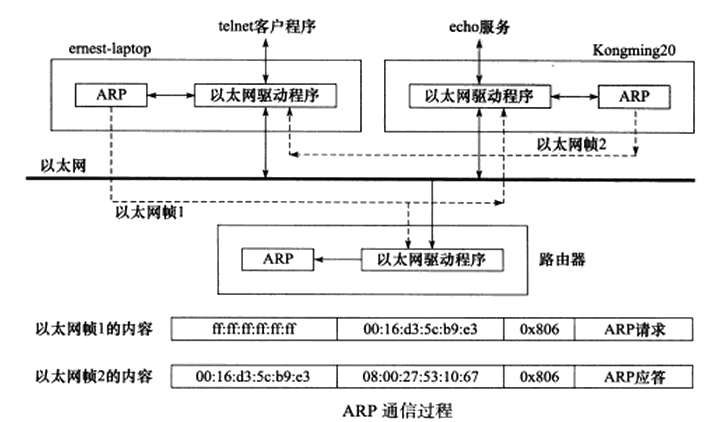 telnet客户程序 echo服务
ernest-laptop Kongming20
ARP 以太网驱动程序 以太网驱动程序 ARP
以太网帧2
以太网
以太网帧1
ARP 以太网驱动程序 路由器
以太网帧1的内容 ff:ff:ff:ff:ff:ff 00:16:d3:5c:b9:e3 0x806 ARP请求
以太网帧2的内容 00:16:d3:5c:b9:e3 08:00:27:53:10:67 0x806 ARP应答
ARP 通信过程